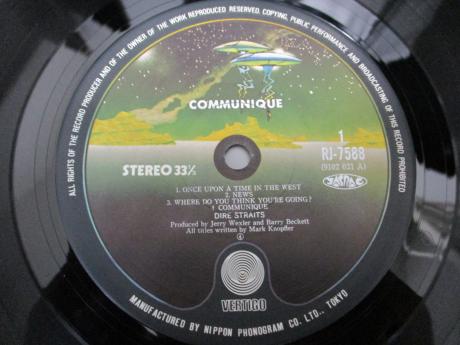 ALL RIGHTS OF THE RECORD PRODUCER AND OF THE OWNER OF THE WORK REPRODUCED RESERVED. COPYING, PUBLIC PERFORMANCE AND BROADCASTING OF THIS RECORD PROHIBITED
COMMUNIQUE
1
RJ-7588
(9102 031 A)
STEREO 33⅓
1. ONCE UPON A TIME IN THE WEST
2. NEWS
3. WHERE DO YOU THINK YOU'RE GOING?
4. COMMUNIQUE
DIRE STRAITS
Produced by Jerry Wexler and Barry Beckett
All titles written by Mark Knopfler
VERTIGO
MANUFACTURED BY NIPPON PHONOGRAM CO. LTD., TOKYO